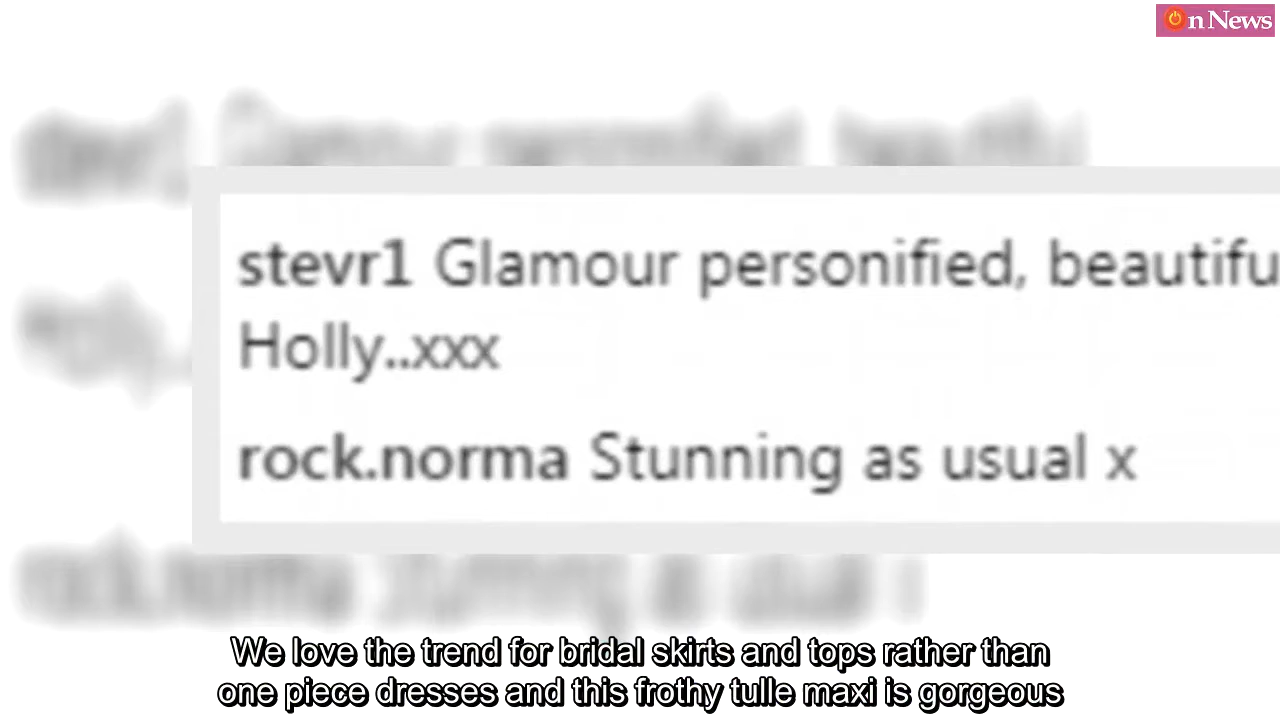 On News
stevr1 Glamour personified, beautifu
Holly..xxx
rock.norma Stunning as usual x
We love the trend for bridal skirts and tops rather than
one piece dresses and this frothy tulle maxi is gorgeous